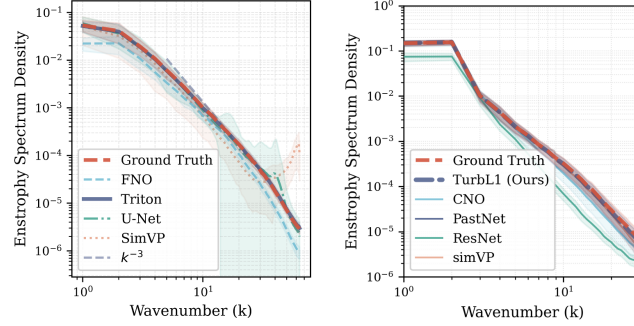 Enstrophy Spectrum Density
10⁻¹
10⁻²
10⁻³
10⁻⁴
10⁻⁵
10⁻⁶
Ground Truth
FNO
Triton
U-Net
SimVP
k⁻³
10⁰
10¹
Wavenumber (k)
Enstrophy Spectrum Density
10⁰
10⁻¹
10⁻²
10⁻³
10⁻⁴
10⁻⁵
10⁻⁶
Ground Truth
TurbL1 (Ours)
CNO
PastNet
ResNet
simVP
10⁰
10¹
Wavenumber (k)